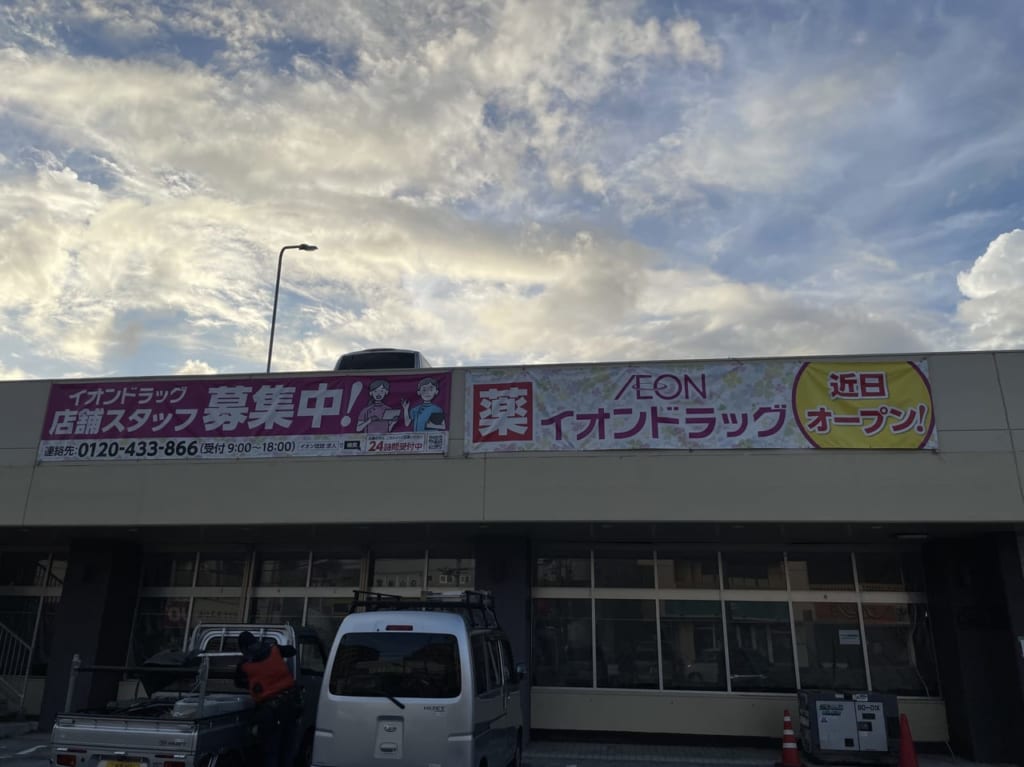 イオンドラッグ
店舗スタッフ 募集中!
連絡先: 0120-433-866 (受付 9:00~18:00)
24時間受付中
薬
ÆON
イオンドラッグ
近日
オープン!
HIJET